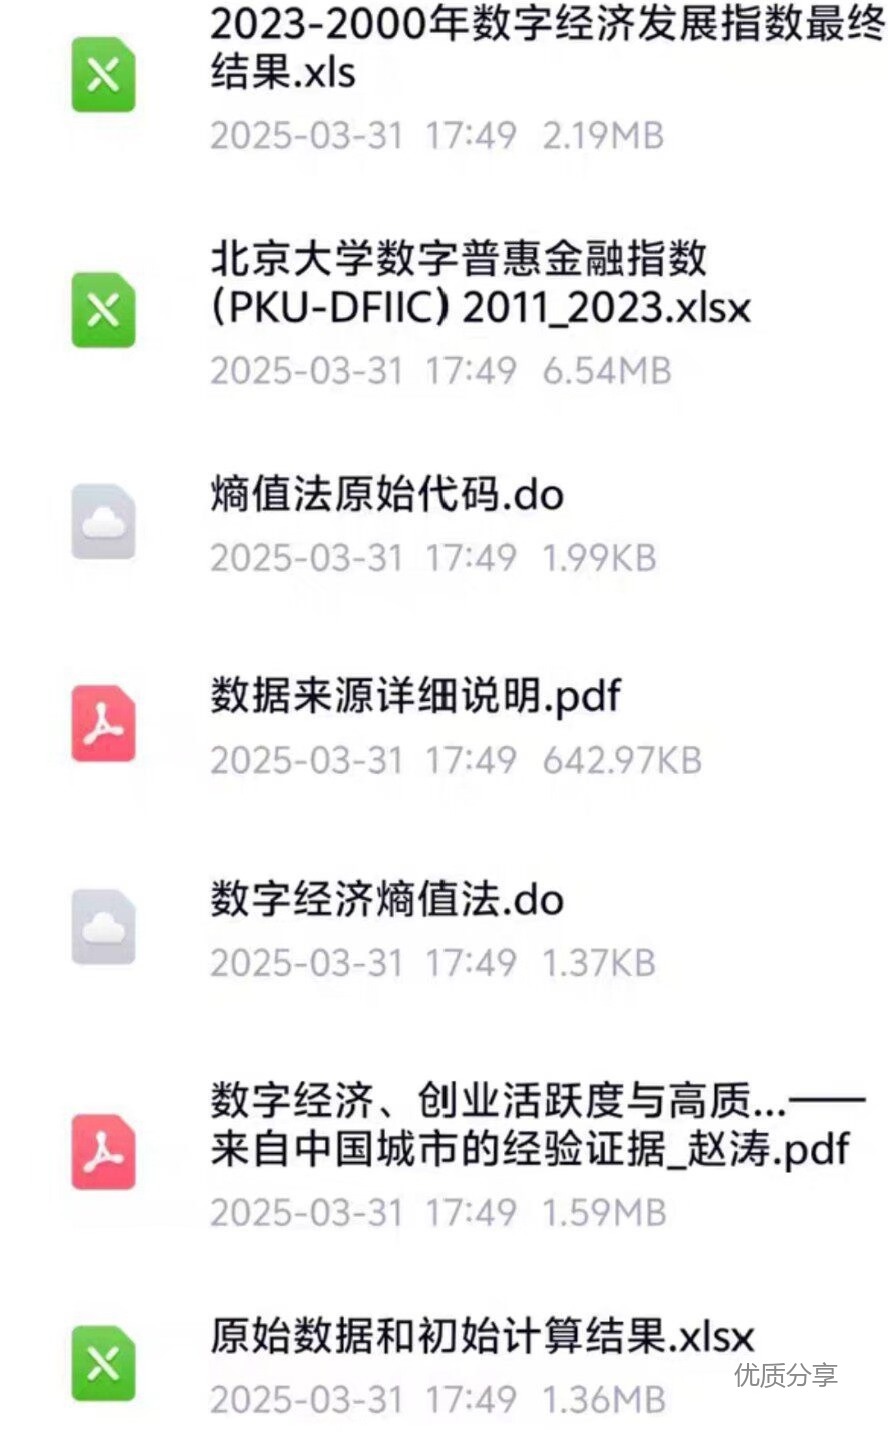 2023-2000年数字经济发展指数最终
结果.xls
2025-03-31 17:49 2.19MB
北京大学数字普惠金融指数
(PKU-DFIIC) 2011_2023.xlsx
2025-03-31 17:49 6.54MB
熵值法原始代码.do
2025-03-31 17:49 1.99KB
数据来源详细说明.pdf
2025-03-31 17:49 642.97KB
数字经济熵值法.do
2025-03-31 17:49 1.37KB
数字经济、创业活跃度与高质...——
来自中国城市的经验证据_赵涛.pdf
2025-03-31 17:49 1.59MB
原始数据和初始计算结果.xlsx
2025-03-31 17:49 1.36MB
优质分享